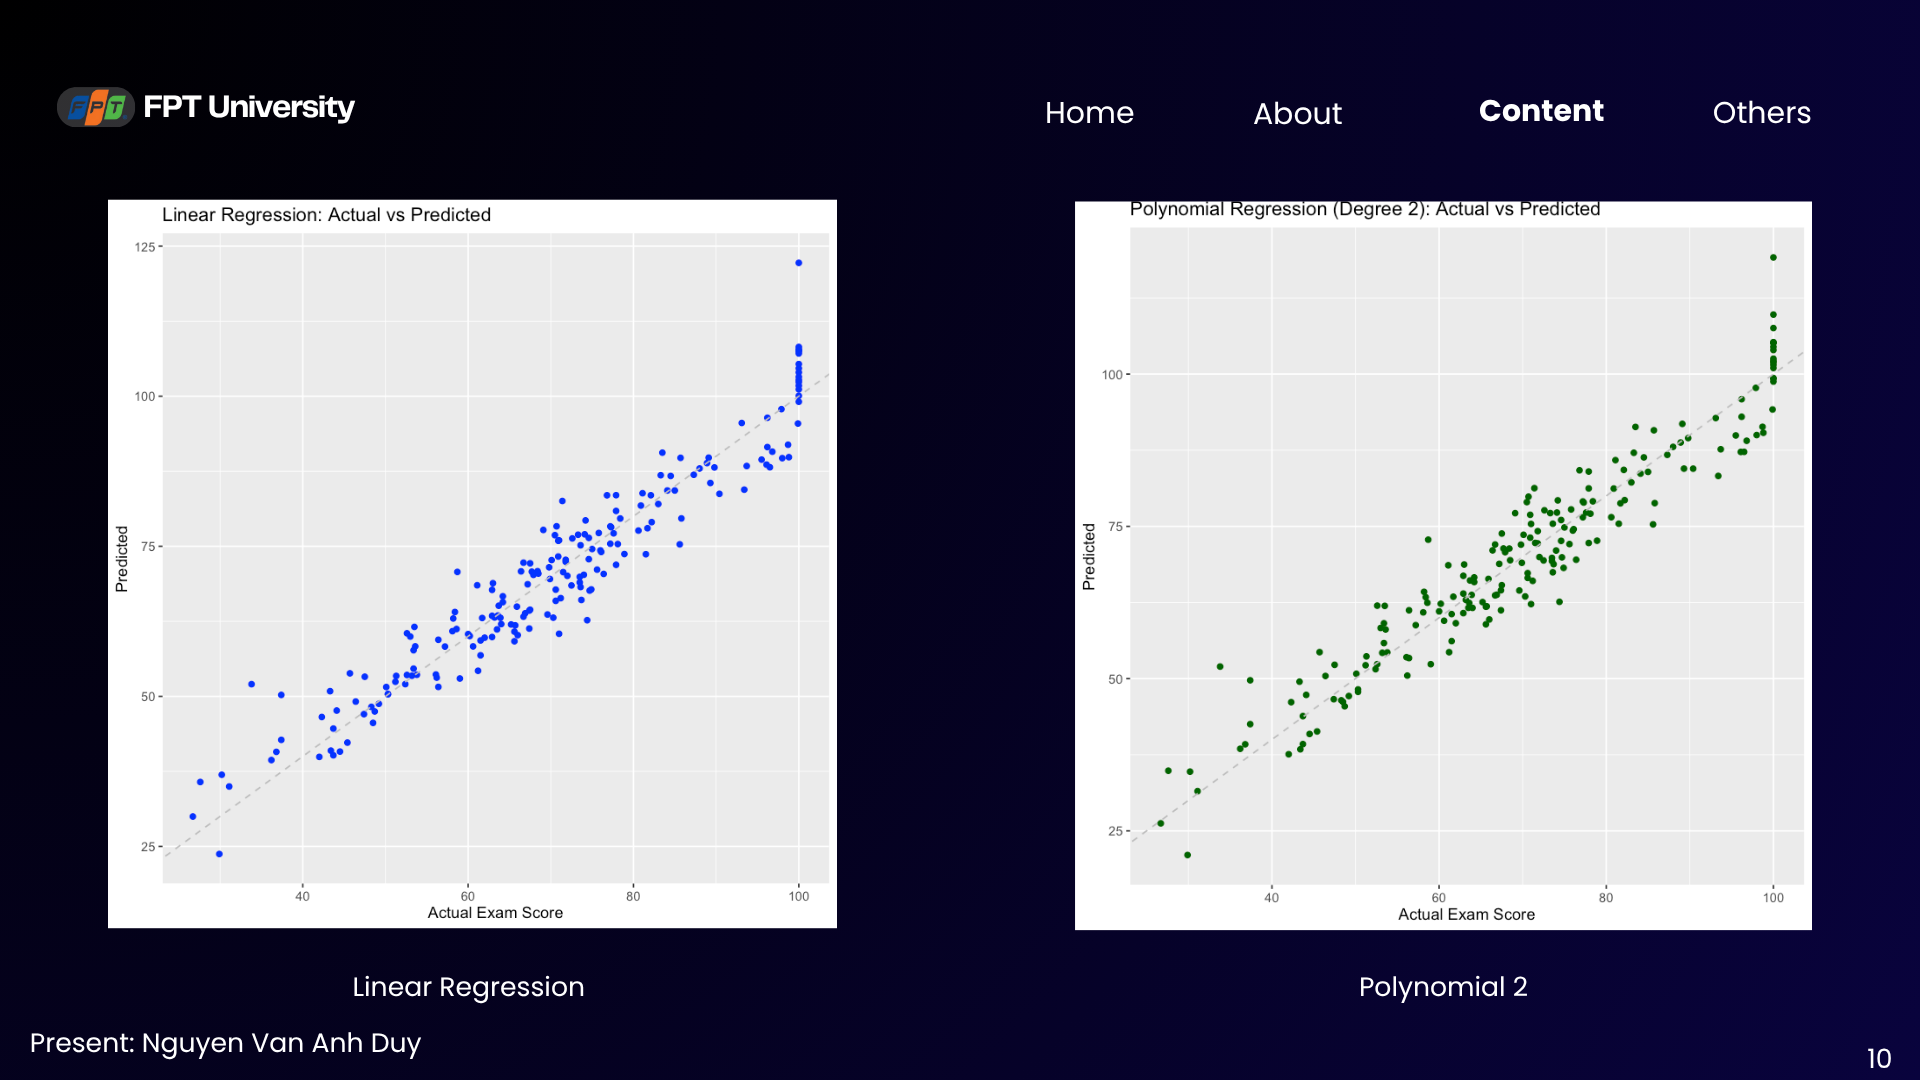 FPT FPT University
Home About Content Others
Linear Regression: Actual vs Predicted
125
100
75
50
25
Predicted
40 60 80 100
Actual Exam Score
Polynomial Regression (Degree 2): Actual vs Predicted
100
75
50
25
Predicted
40 60 80 100
Actual Exam Score
Linear Regression
Polynomial 2
Present: Nguyen Van Anh Duy
10